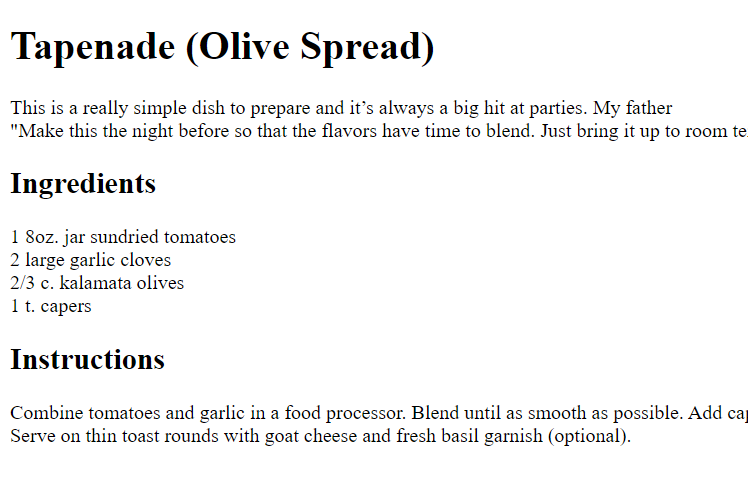 Tapenade (Olive Spread)
This is a really simple dish to prepare and it’s always a big hit at parties. My father
"Make this the night before so that the flavors have time to blend. Just bring it up to room
Ingredients
1 8oz. jar sundried tomatoes
2 large garlic cloves
2/3 c. kalamata olives
1 t. capers
Instructions
Combine tomatoes and garlic in a food processor. Blend until as smooth as possible. Add
Serve on thin toast rounds with goat cheese and fresh basil garnish (optional).